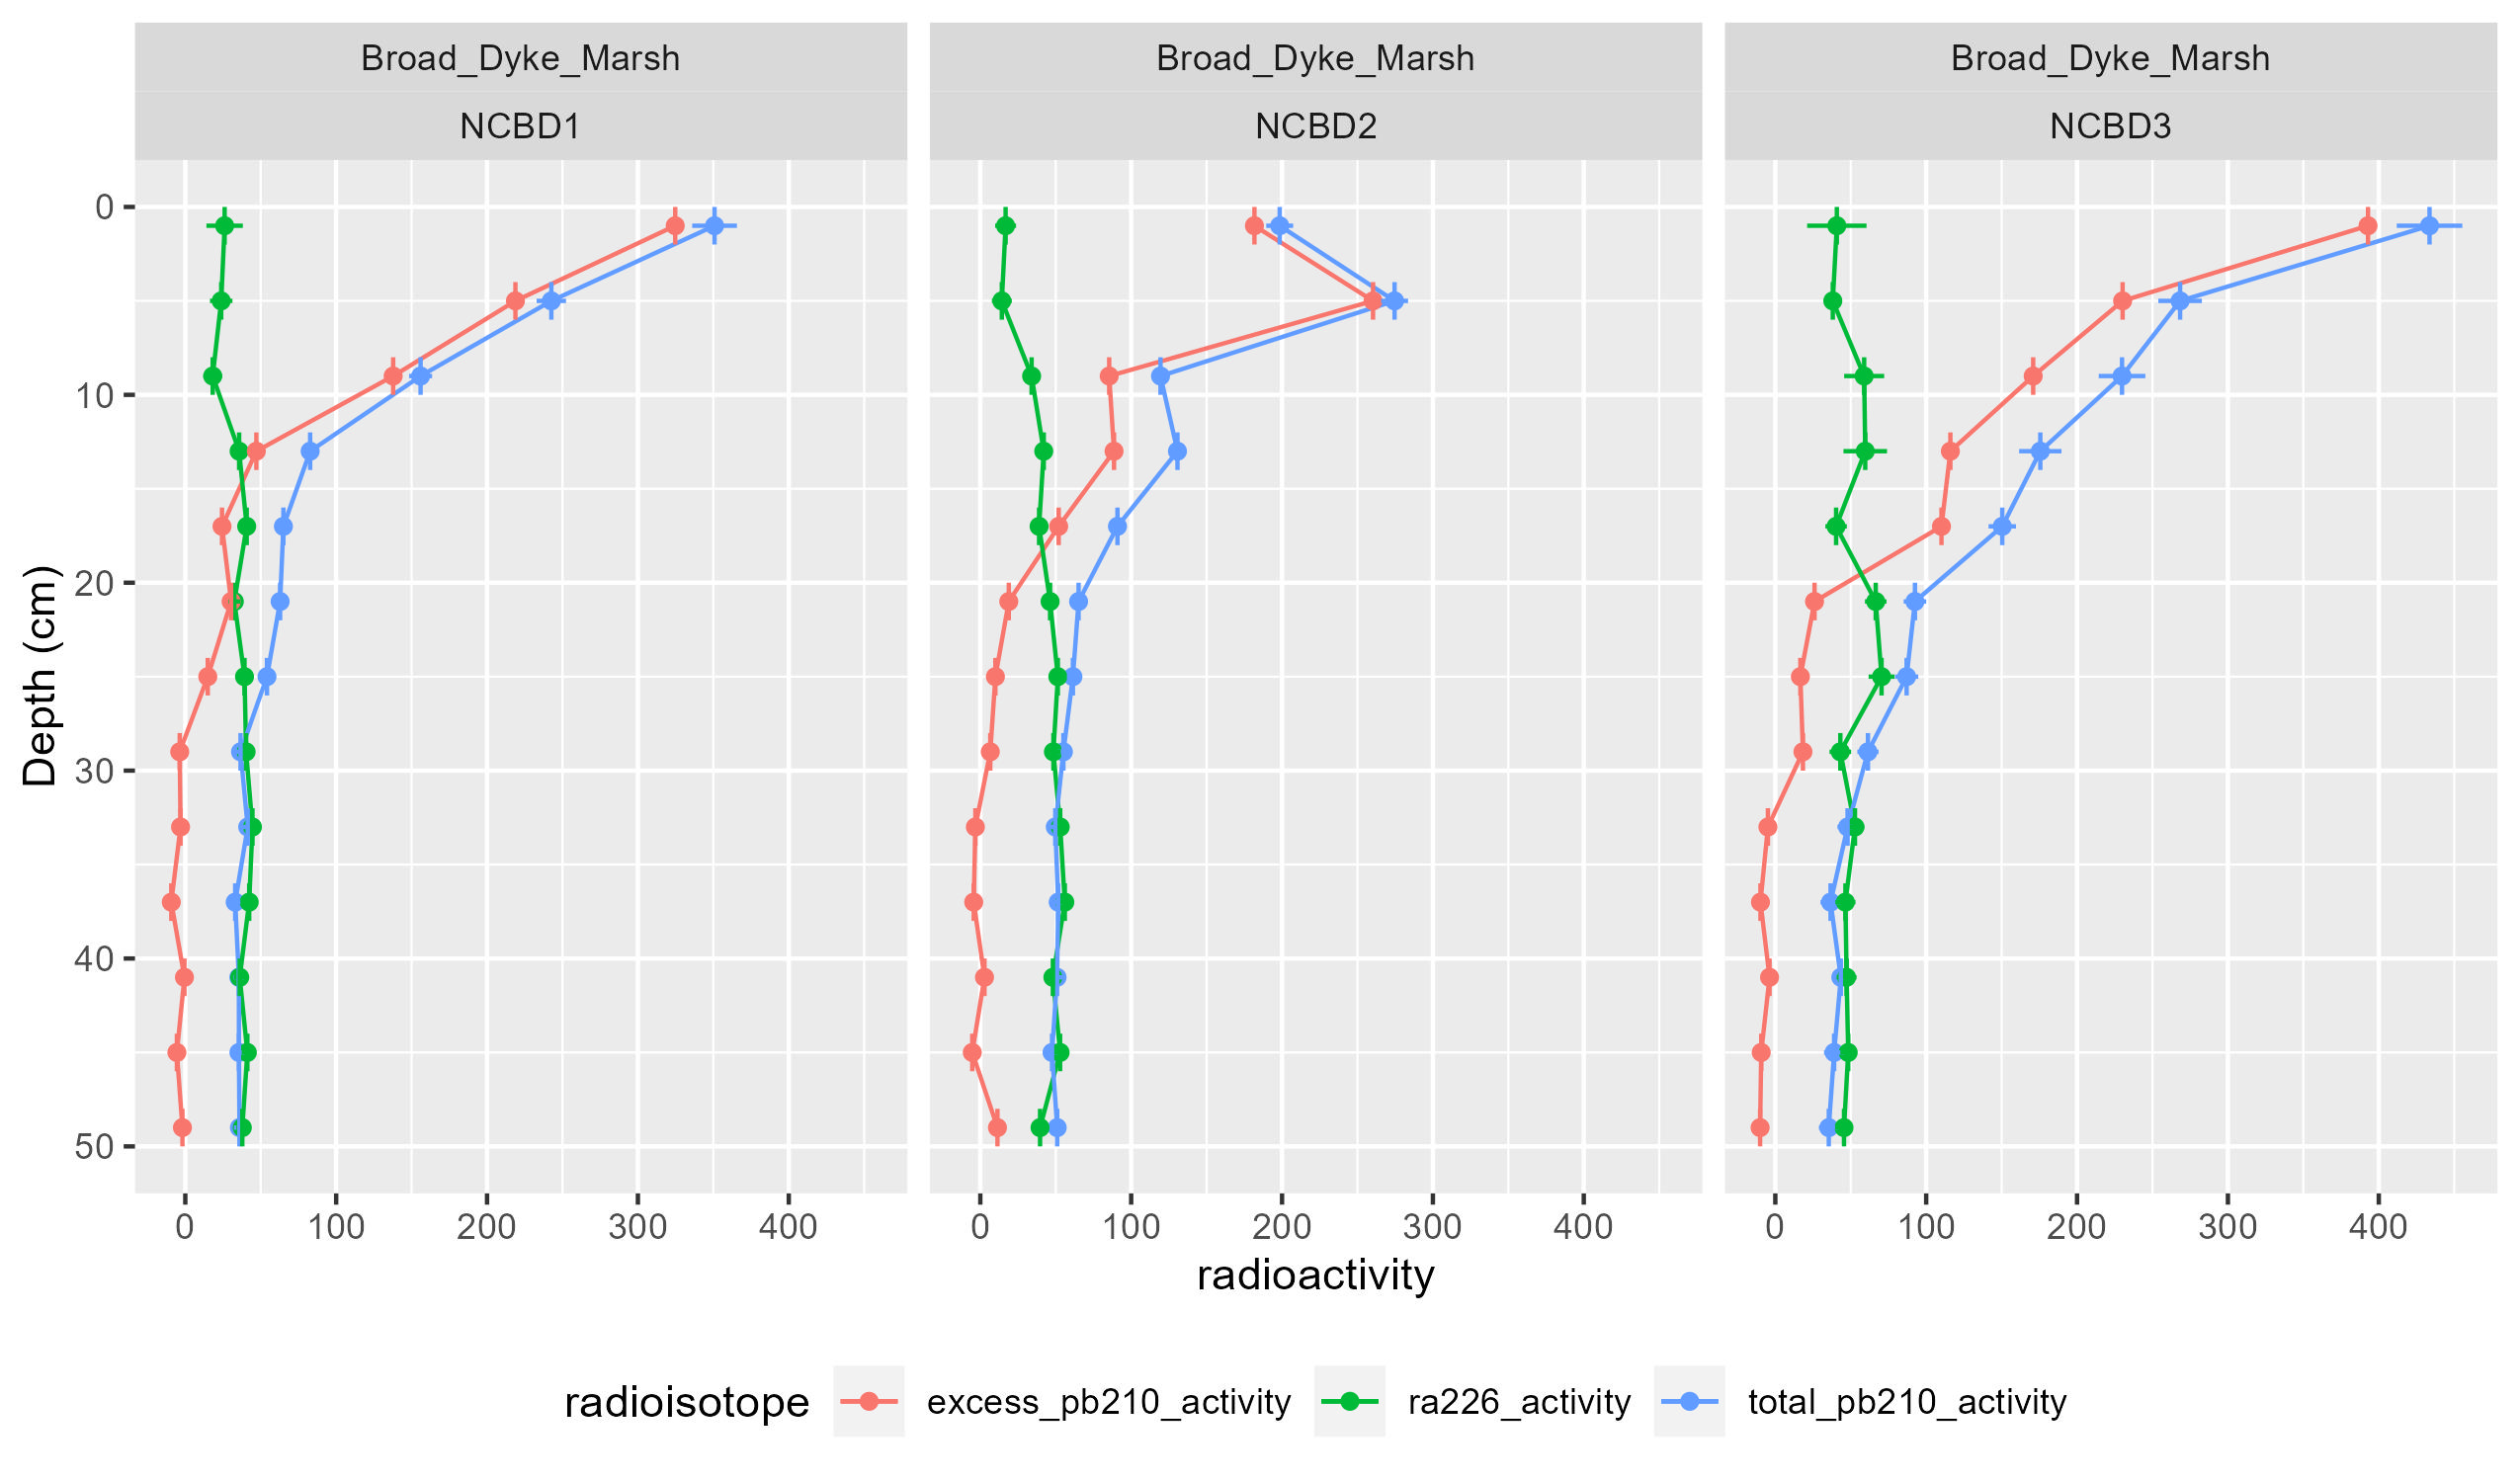 Broad_Dyke_Marsh Broad_Dyke_Marsh Broad_Dyke_Marsh
NCBD1 NCBD2 NCBD3
0
10
20
30
40
50
Depth (cm)
0 100 200 300 400 0 100 200 300 400 0 100 200 300 400
radioactivity
radioisotope excess_pb210_activity ra226_activity total_pb210_activity